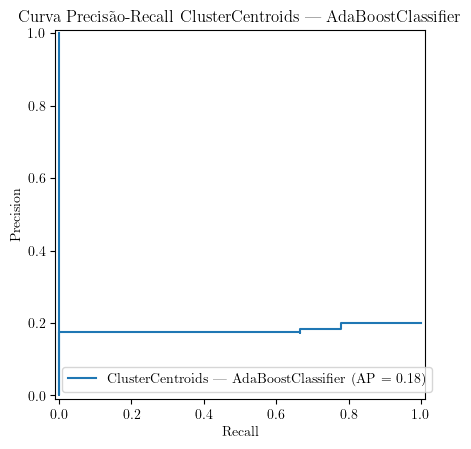 Curva Precisão-Recall ClusterCentroids — AdaBoostClassifier
1.0
0.8
0.6
0.4
0.2
0.0
Precision
ClusterCentroids — AdaBoostClassifier (AP = 0.18)
0.0 0.2 0.4 0.6 0.8 1.0
Recall